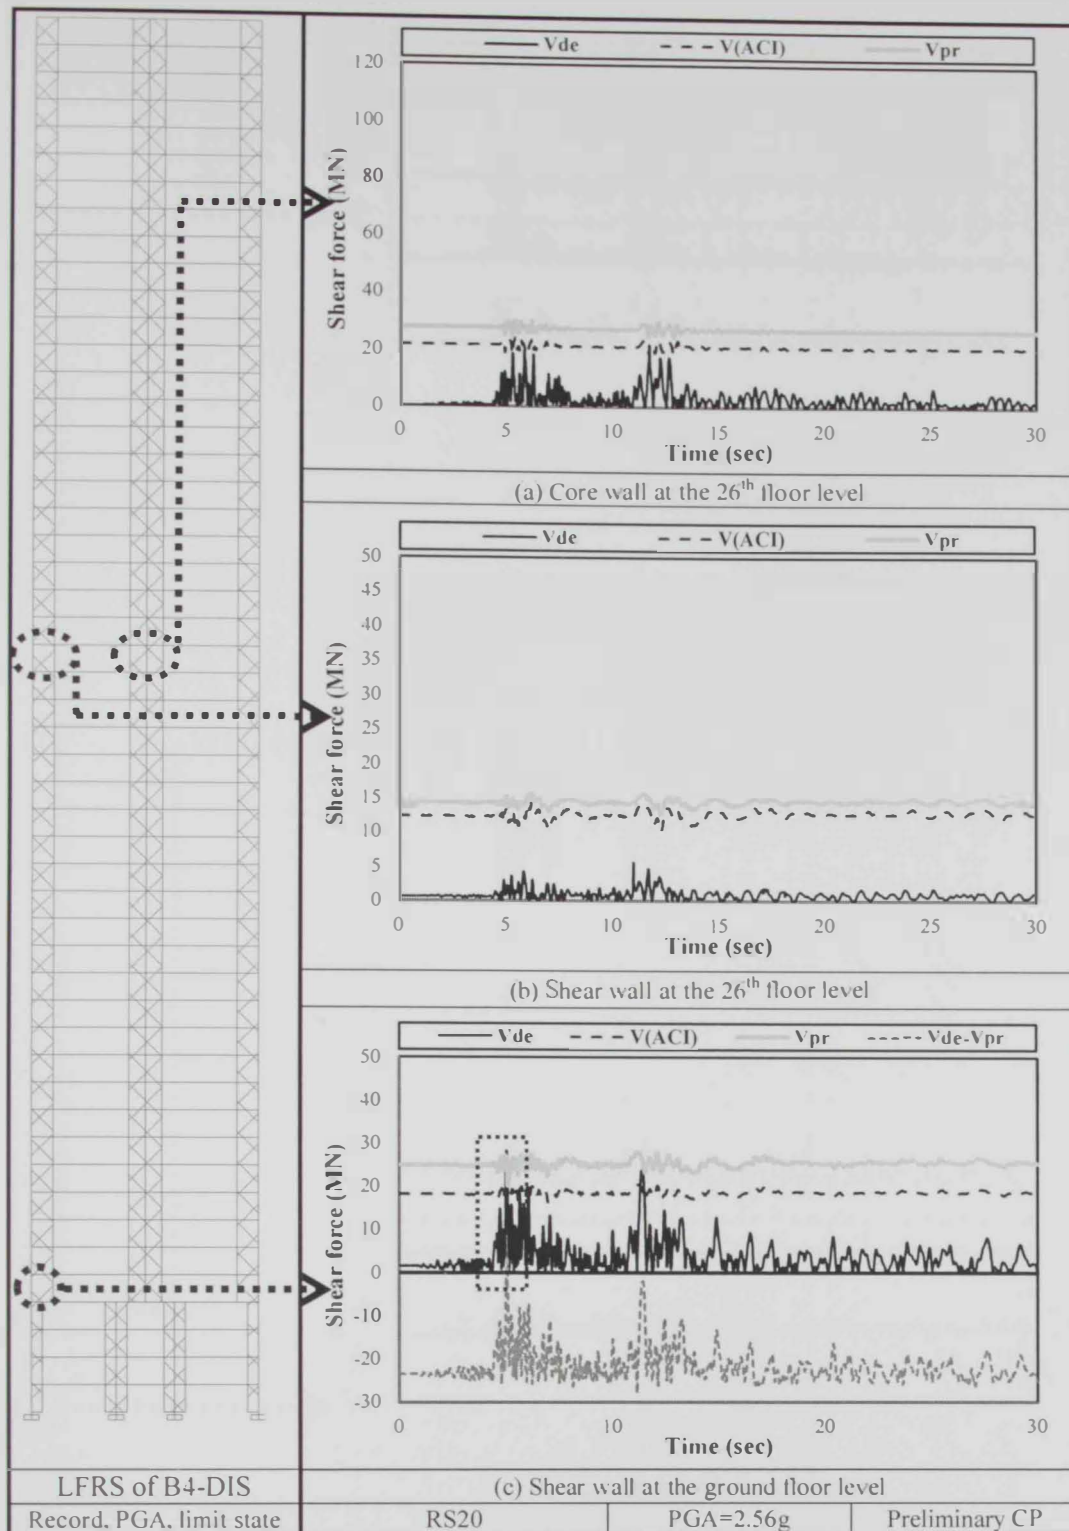 Vde V(ACI) Vpr
Shear force (MN)
120
100
80
60
40
20
0
0 5 10 15 20 25 30
Time (sec)
(a) Core wall at the 26th floor level
Vde V(ACI) Vpr
Shear force (MN)
50
45
40
35
30
25
20
15
10
5
0
0 5 10 15 20 25 30
Time (sec)
(b) Shear wall at the 26th floor level
Vde V(ACI) Vpr Vde-Vpr
Shear force (MN)
50
40
30
20
10
0
-10
-20
-30
0 5 10 15 20 30
Time (sec)
LFRS of B4-DIS
(c) Shear wall at the ground floor level
Record, PGA, limit state RS20 PGA=2.56g Preliminary CP